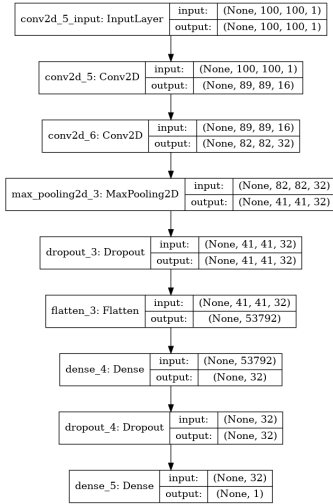 conv2d_5_input: InputLayer input: (None, 100, 100, 1)
output: (None, 100, 100, 1)
conv2d_5: Conv2D input: (None, 100, 100, 1)
output: (None, 89, 89, 16)
conv2d_6: Conv2D input: (None, 89, 89, 16)
output: (None, 82, 82, 32)
max_pooling2d_3: MaxPooling2D input: (None, 82, 82, 32)
output: (None, 41, 41, 32)
dropout_3: Dropout input: (None, 41, 41, 32)
output: (None, 41, 41, 32)
flatten_3: Flatten input: (None, 41, 41, 32)
output: (None, 53792)
dense_4: Dense input: (None, 53792)
output: (None, 32)
dropout_4: Dropout input: (None, 32)
output: (None, 32)
dense_5: Dense input: (None, 32)
output: (None, 1)